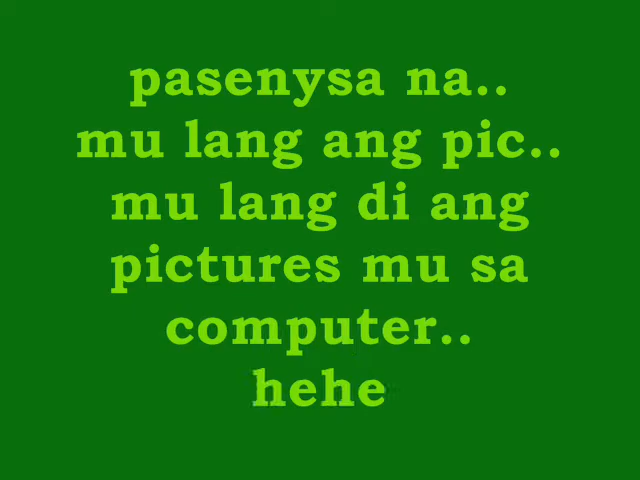 pasenysa na..
mu lang ang pic..
mu lang di ang
pictures mu sa
computer..
hehe